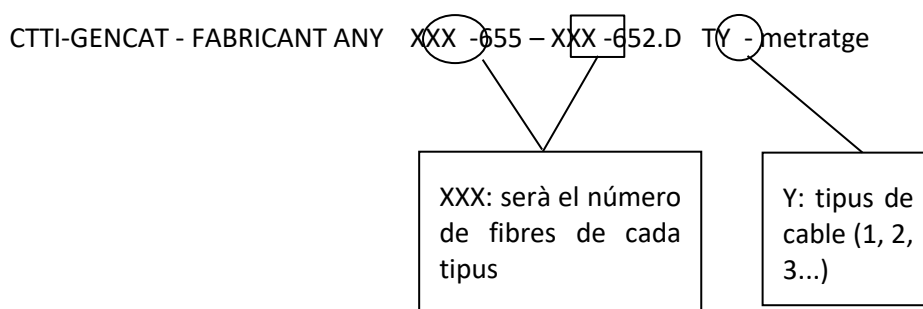 CTTI-GENCAT - FABRICANT ANY XXX -655 – XXX -652.D TY - metratge
XXX: serà el número
de fibres de cada
tipus
Y: tipus de
cable (1, 2,
3...)